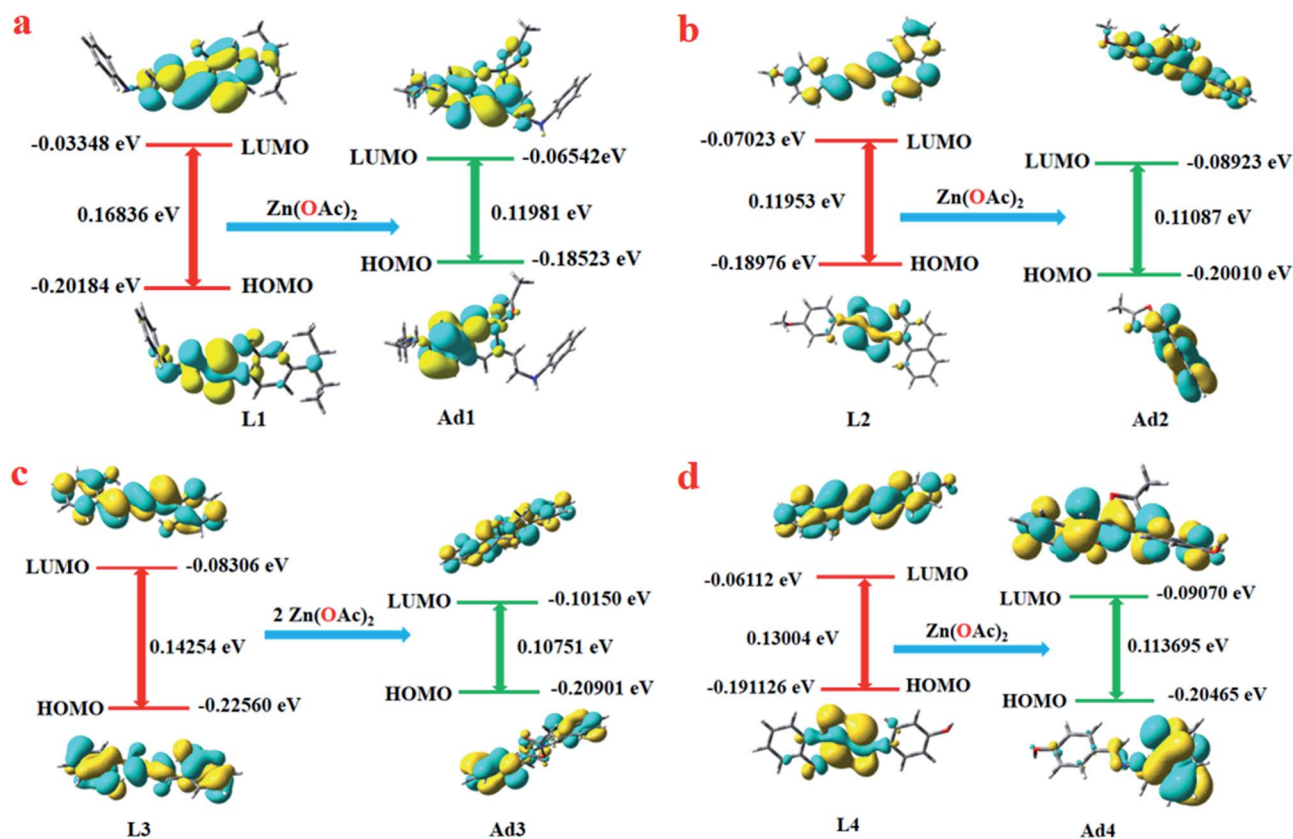 a
-0.03348 eV
LUMO
0.16836 eV
-0.20184 eV
HOMO
L1
Zn(OAc)2
LUMO
-0.06542eV
0.11981 eV
HOMO
-0.18523 eV
Ad1
b
-0.07023 eV
LUMO
0.11953 eV
-0.18976 eV
HOMO
L2
Zn(OAc)2
LUMO
-0.08923 eV
0.11087 eV
HOMO
-0.20010 eV
Ad2
c
LUMO
-0.08306 eV
0.14254 eV
HOMO
-0.22560 eV
L3
2 Zn(OAc)2
LUMO
-0.10150 eV
0.10751 eV
HOMO
-0.20901 eV
Ad3
d
-0.06112 eV
LUMO
0.13004 eV
-0.191126 eV
HOMO
L4
Zn(OAc)2
LUMO
-0.09070 eV
0.113695 eV
HOMO
-0.20465 eV
Ad4